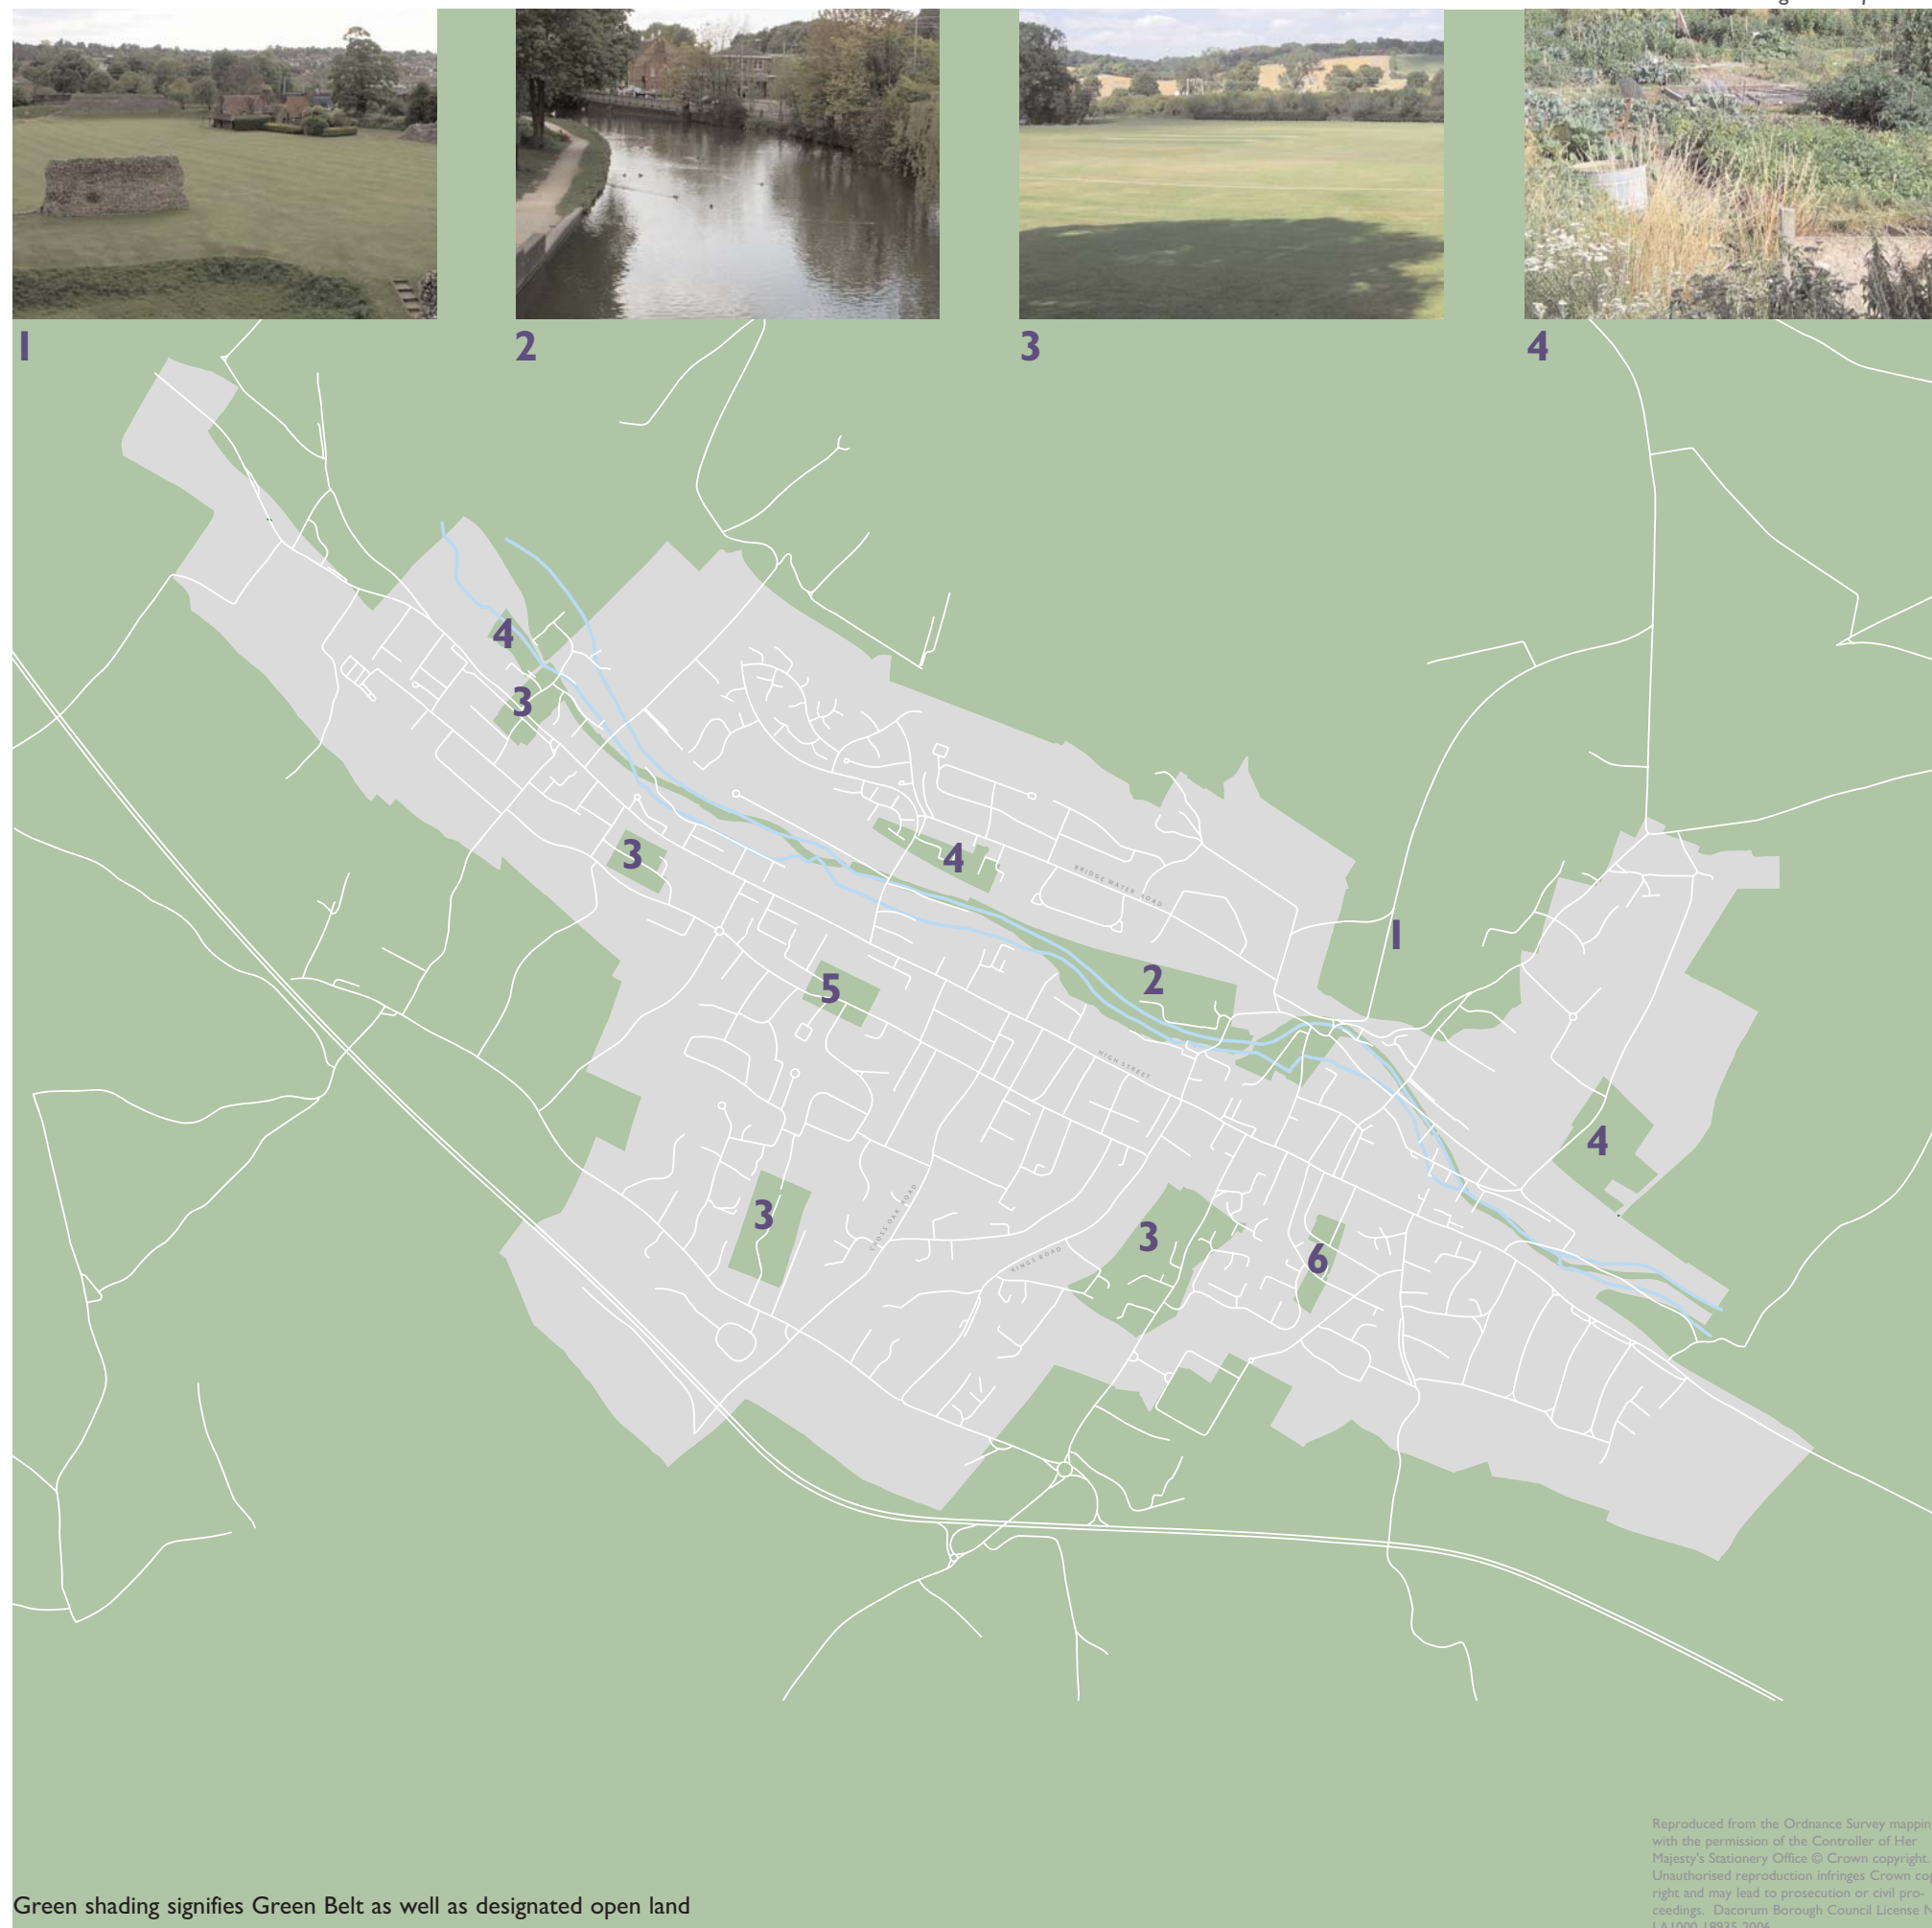 1
2
3
4
4
3
3
4
BRIDGE WATER ROAD
1
2
5
HIGH STREET
4
3
CROSS OAK ROAD
3
KINGS ROAD
6
Green shading signifies Green Belt as well as designated open land
Reproduced from the Ordnance Survey mappin
with the permission of the Controller of Her
Majesty's Stationery Office © Crown copyright.
Unauthorised reproduction infringes Crown cop
right and may lead to prosecution or civil pro-
ceedings. Dacorum Borough Council License N
LA1000 18935 2006